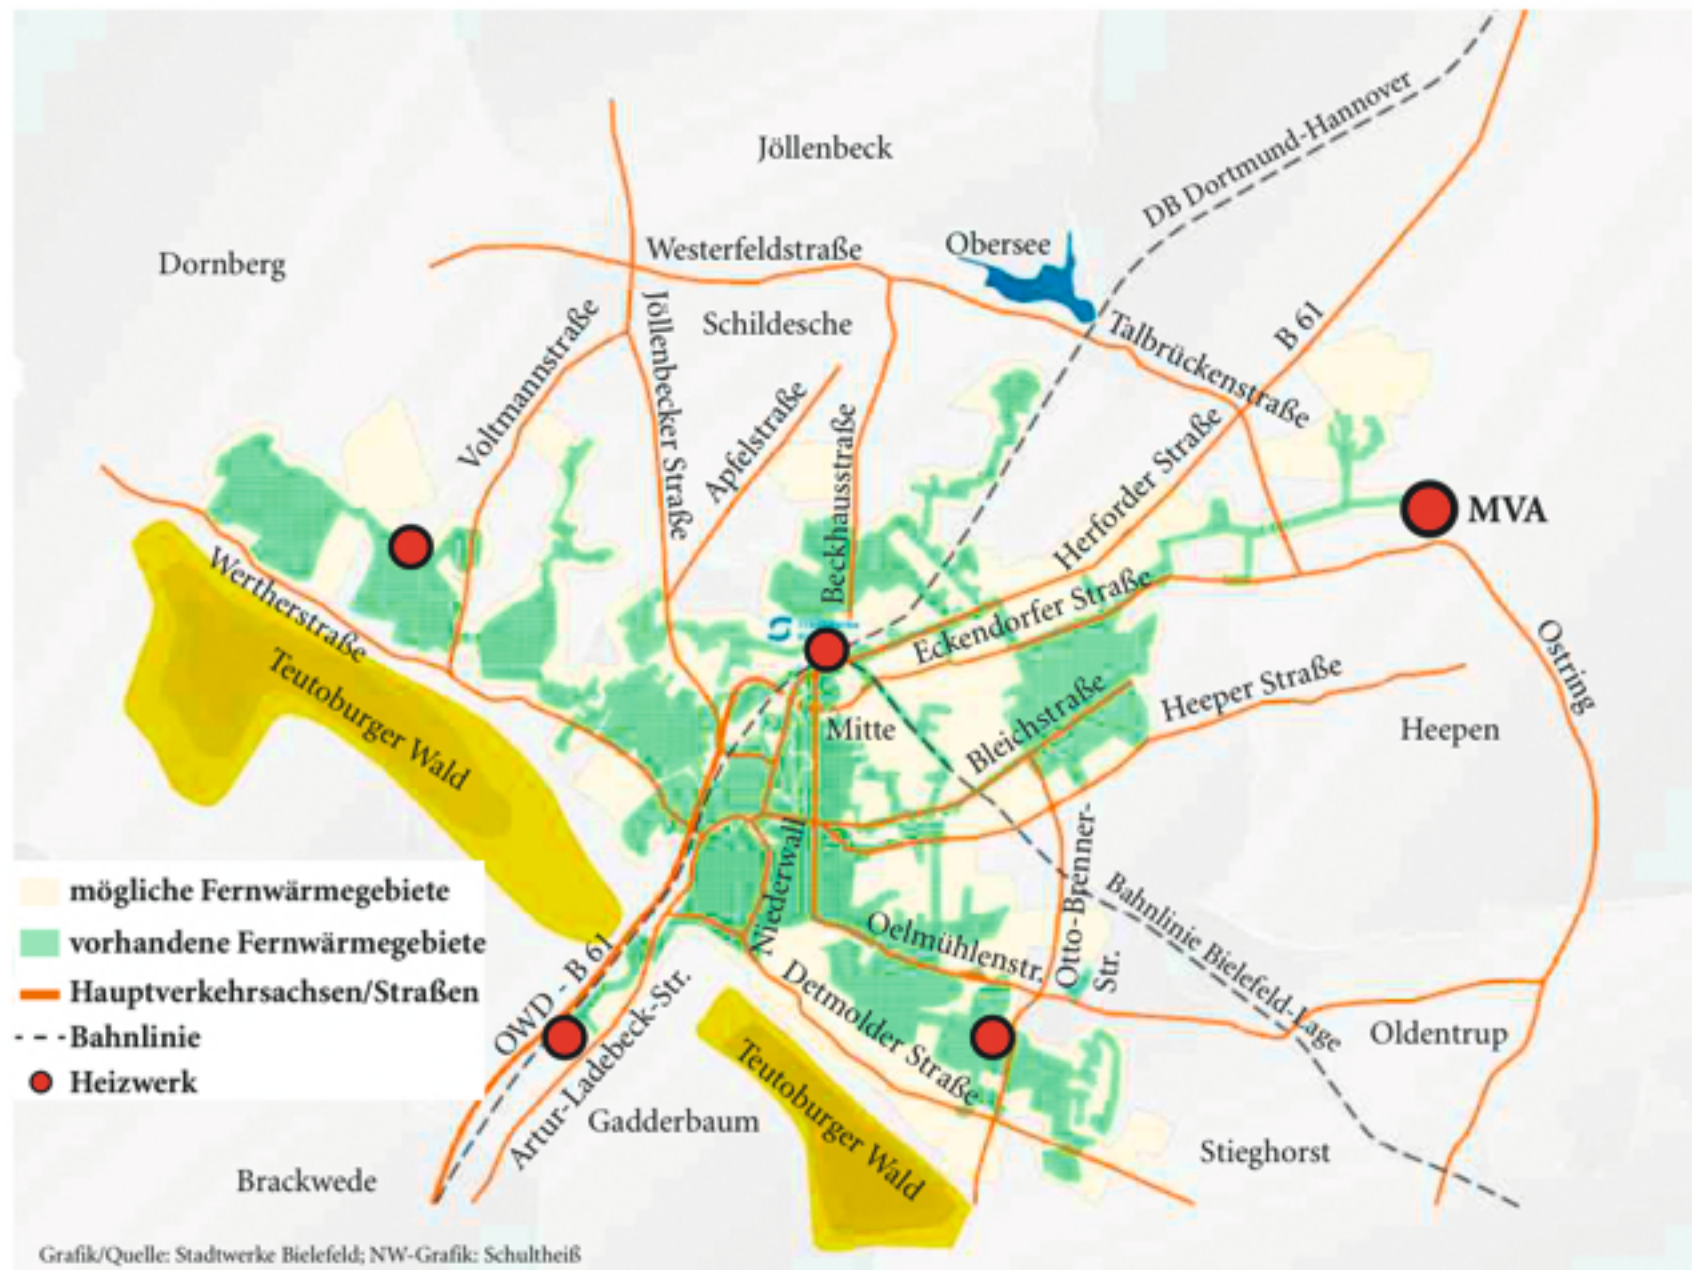 Jöllenbeck
DB Dortmund-Hannover
Dornberg
Westerfeldstraße
Obersee
Schildesche
Talbrückenstraße
B 61
Voltmannstraße
Jöllenbecker Straße
Apfelstraße
Beckhausstraße
Herforder Straße
MVA
Wertherstraße
Eckendorfer Straße
Teutoburger Wald
Ostring
Heeper Straße
Mitte
Bleichstraße
Heepen
Niederwall
Otto-Brenner-
Str.
Bahnlinie Bielefeld-Lage
Oelmühlenstr.
mögliche Fernwärmegebiete
vorhandene Fernwärmegebiete
Hauptverkehrsachsen/Straßen
Bahnlinie
Heizwerk
OWD - B 61
Artur-Ladebeck-Str.
Detmolder Straße
Oldentrup
Teutoburger Wald
Gadderbaum
Stieghorst
Brackwede
Grafik/Quelle: Stadtwerke Bielefeld; NW-Grafik: Schultheiß